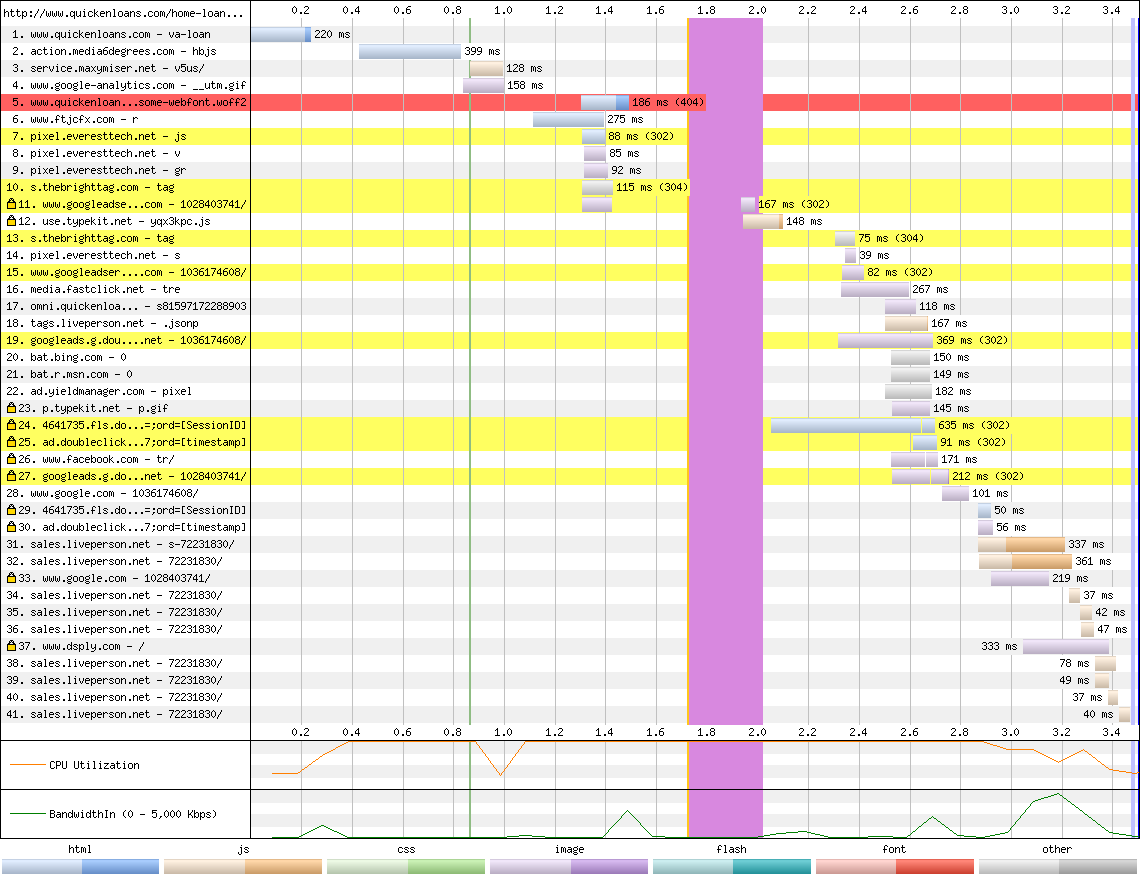 http://www.quickenloans.com/home-loan...
0.2 0.4 0.6 0.8 1.0 1.2 1.4 1.6 1.8 2.0 2.2 2.4 2.6 2.8 3.0 3.2 3.4
1. www.quickenloans.com - va-loan 220 ms
2. action.media6degrees.com - hbjs 399 ms
3. service.maxymiser.net - v5us/ 128 ms
4. www.google-analytics.com - __utm.gif 158 ms
5. www.quickenloan...some-webfont.woff2 186 ms (404)
6. www.ftjcfx.com - r 275 ms
7. pixel.everesttech.net - js 88 ms (302)
8. pixel.everesttech.net - v 85 ms
9. pixel.everesttech.net - gr 92 ms
10. s.thebrighttag.com - tag 115 ms (304)
11. www.googleadse...com - 1028403741/ 167 ms (302)
12. use.typekit.net - yqx3kpc.js 148 ms
13. s.thebrighttag.com - tag 75 ms (304)
14. pixel.everesttech.net - s 39 ms
15. www.googleadser....com - 1036174608/ 82 ms (302)
16. media.fastclick.net - tre 267 ms
17. omni.quickenloa... - s81597172288903 118 ms
18. tags.liveperson.net - .jsonp 167 ms
19. googleads.g.dou....net - 1036174608/ 369 ms (302)
20. bat.bing.com - 0 150 ms
21. bat.r.msn.com - 0 149 ms
22. ad.yieldmanager.com - pixel 182 ms
23. p.typekit.net - p.gif 145 ms
24. 4641735.fls.do...=;ord=[SessionID] 635 ms (302)
25. ad.doubleclick...7;ord=[timestamp] 91 ms (302)
26. www.facebook.com - tr/ 171 ms
27. googleads.g.do...net - 1028403741/ 212 ms (302)
28. www.google.com - 1036174608/ 101 ms
29. 4641735.fls.do...=;ord=[SessionID] 50 ms
30. ad.doubleclick...7;ord=[timestamp] 56 ms
31. sales.liveperson.net - s-72231830/ 337 ms
32. sales.liveperson.net - 72231830/ 361 ms
33. www.google.com - 1028403741/ 219 ms
34. sales.liveperson.net - 72231830/ 37 ms
35. sales.liveperson.net - 72231830/ 42 ms
36. sales.liveperson.net - 72231830/ 47 ms
37. www.dsply.com - / 333 ms
38. sales.liveperson.net - 72231830/ 78 ms
39. sales.liveperson.net - 72231830/ 49 ms
40. sales.liveperson.net - 72231830/ 37 ms
41. sales.liveperson.net - 72231830/ 40 ms
0.2 0.4 0.6 0.8 1.0 1.2 1.4 1.6 1.8 2.0 2.2 2.4 2.6 2.8 3.0 3.2 3.4
CPU Utilization
BandwidthIn (0 - 5,000 Kbps)
html js css image flash font other